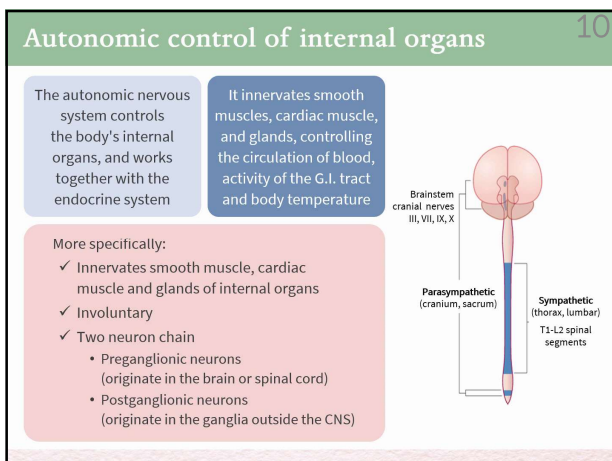 Autonomic control of internal organs
10
The autonomic nervous
system controls
the body's internal
organs, and works
together with the
endocrine system
It innervates smooth
muscles, cardiac muscle,
and glands, controlling
the circulation of blood,
activity of the G.I. tract
and body temperature
More specifically:
✓ Innervates smooth muscle, cardiac
muscle and glands of internal organs
✓ Involuntary
✓ Two neuron chain
• Preganglionic neurons
(originate in the brain or spinal cord)
• Postganglionic neurons
(originate in the ganglia outside the CNS)
Brainstem
cranial nerves
III, VII, IX, X
Parasympathetic
(cranium, sacrum)
Sympathetic
(thorax, lumbar)
T1-L2 spinal
segments